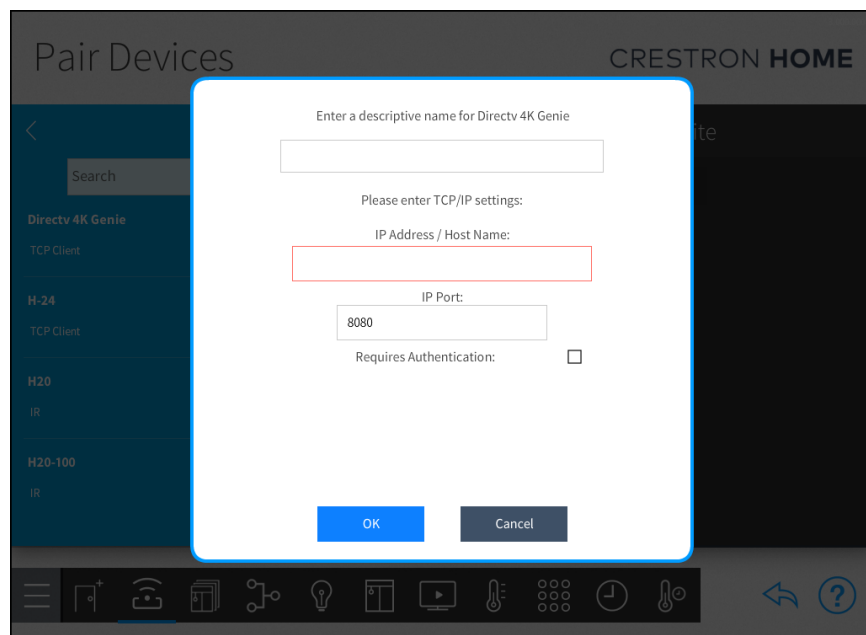 Pair Devices
CRESTRON HOME
Enter a descriptive name for Directv 4K Genie
ite
Search
Please enter TCP/IP settings:
Directv 4K Genie
TCP Client
IP Address / Host Name:
H-24
TCP Client
IP Port:
8080
Requires Authentication:
H20
IR
H20-100
IR
OK
Cancel
?